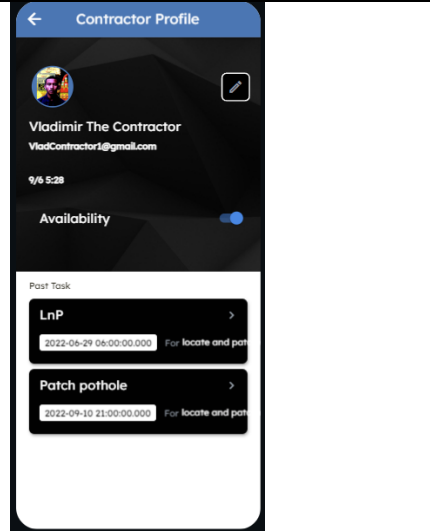 Contractor Profile
Vladimir The Contractor
VladContractor1@gmail.com
9/6 5:28
Availability
Past Task
LnP
2022-06-29 06:00:00.000 For locate and pat
Patch pothole
2022-09-10 21:00:00.000 For locate and pat